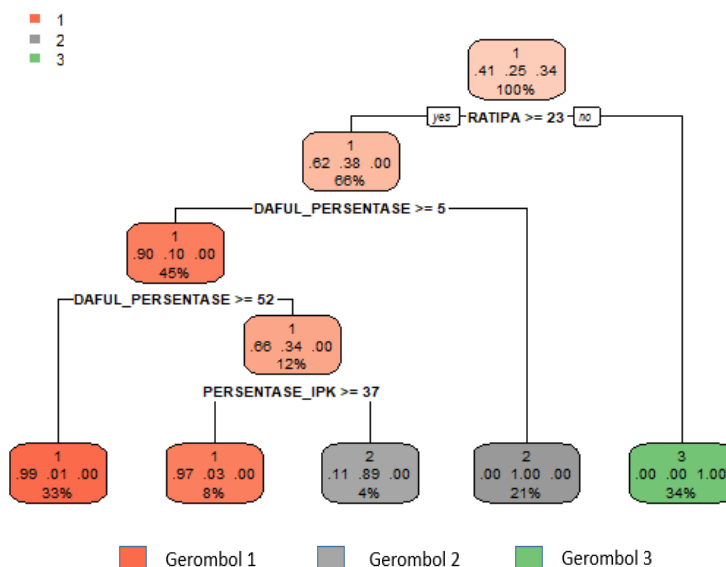 1
2
3
1
.41 .25 .34
100%
yes RATIPA >= 23 no
1
.62 .38 .00
66%
DAFUL_PERSENTASE >= 5
1
.90 .10 .00
45%
DAFUL_PERSENTASE >= 52
1
.66 .34 .00
12%
PERSENTASE_IPK >= 37
1
.99 .01 .00
33%
1
.97 .03 .00
8%
2
.11 .89 .00
4%
2
.00 1.00 .00
21%
3
.00 .00 1.00
34%
Gerombol 1
Gerombol 2
Gerombol 3